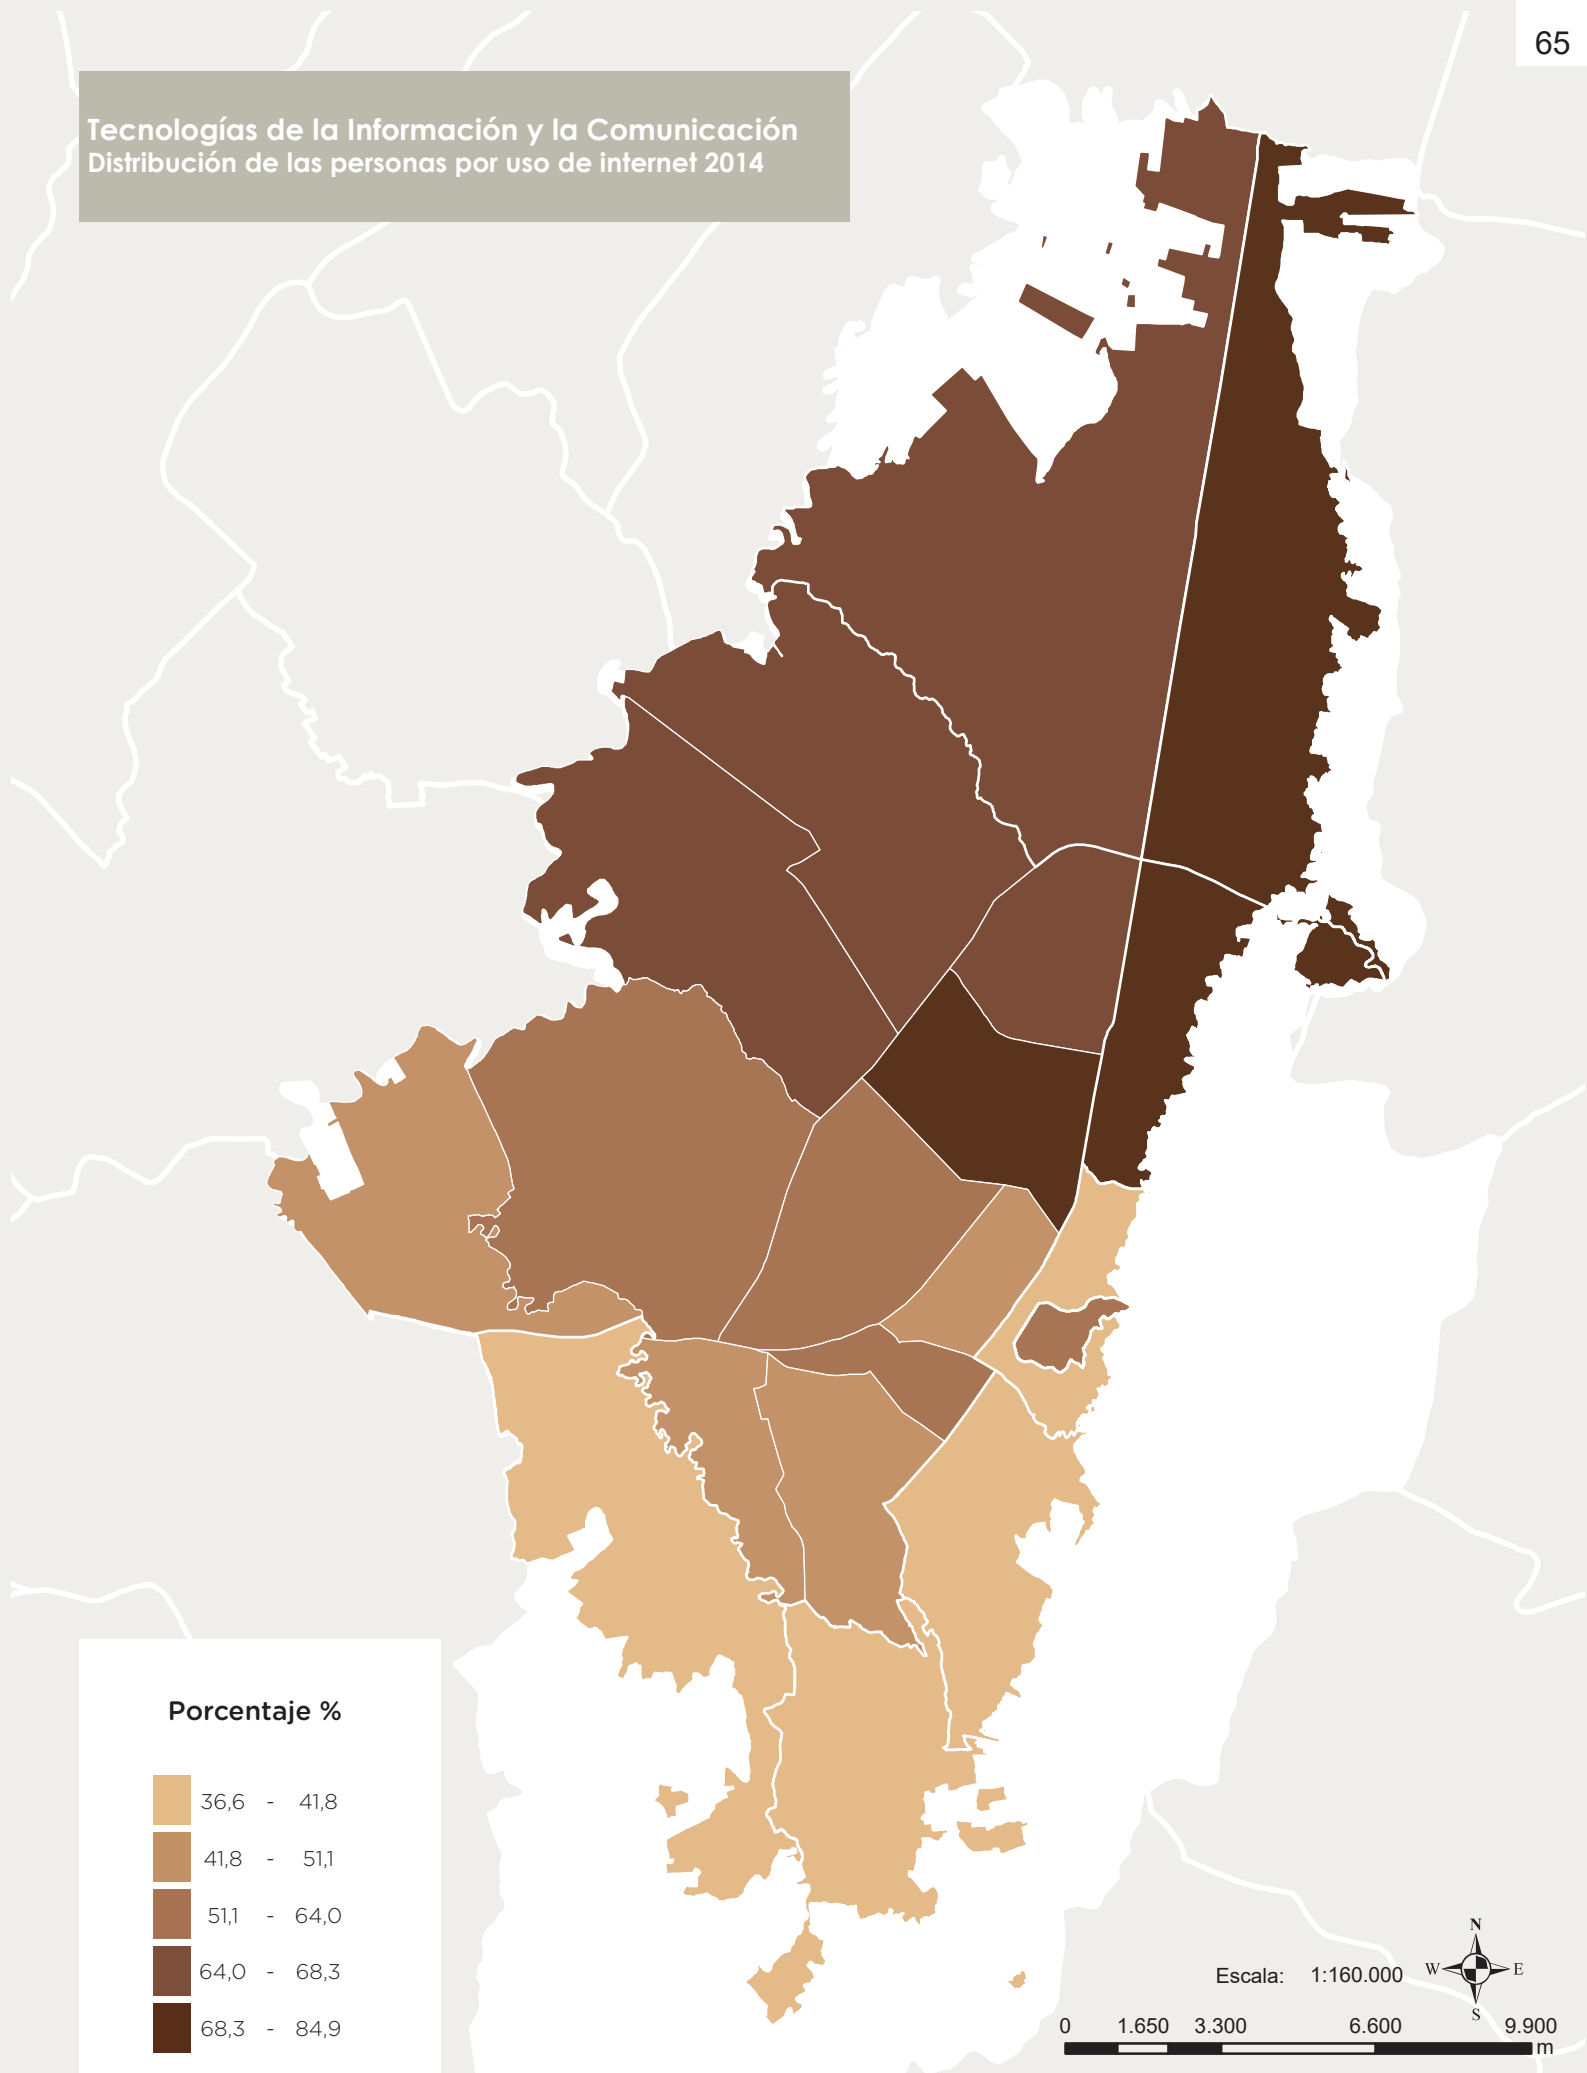 65
Tecnologías de la Información y la Comunicación
Distribución de las personas por uso de internet 2014
Porcentaje %
36,6 - 41,8
41,8 - 51,1
51,1 - 64,0
64,0 - 68,3
68,3 - 84,9
Escala: 1:160.000
N
W E
S
0 1.650 3.300 6.600 9.900
m